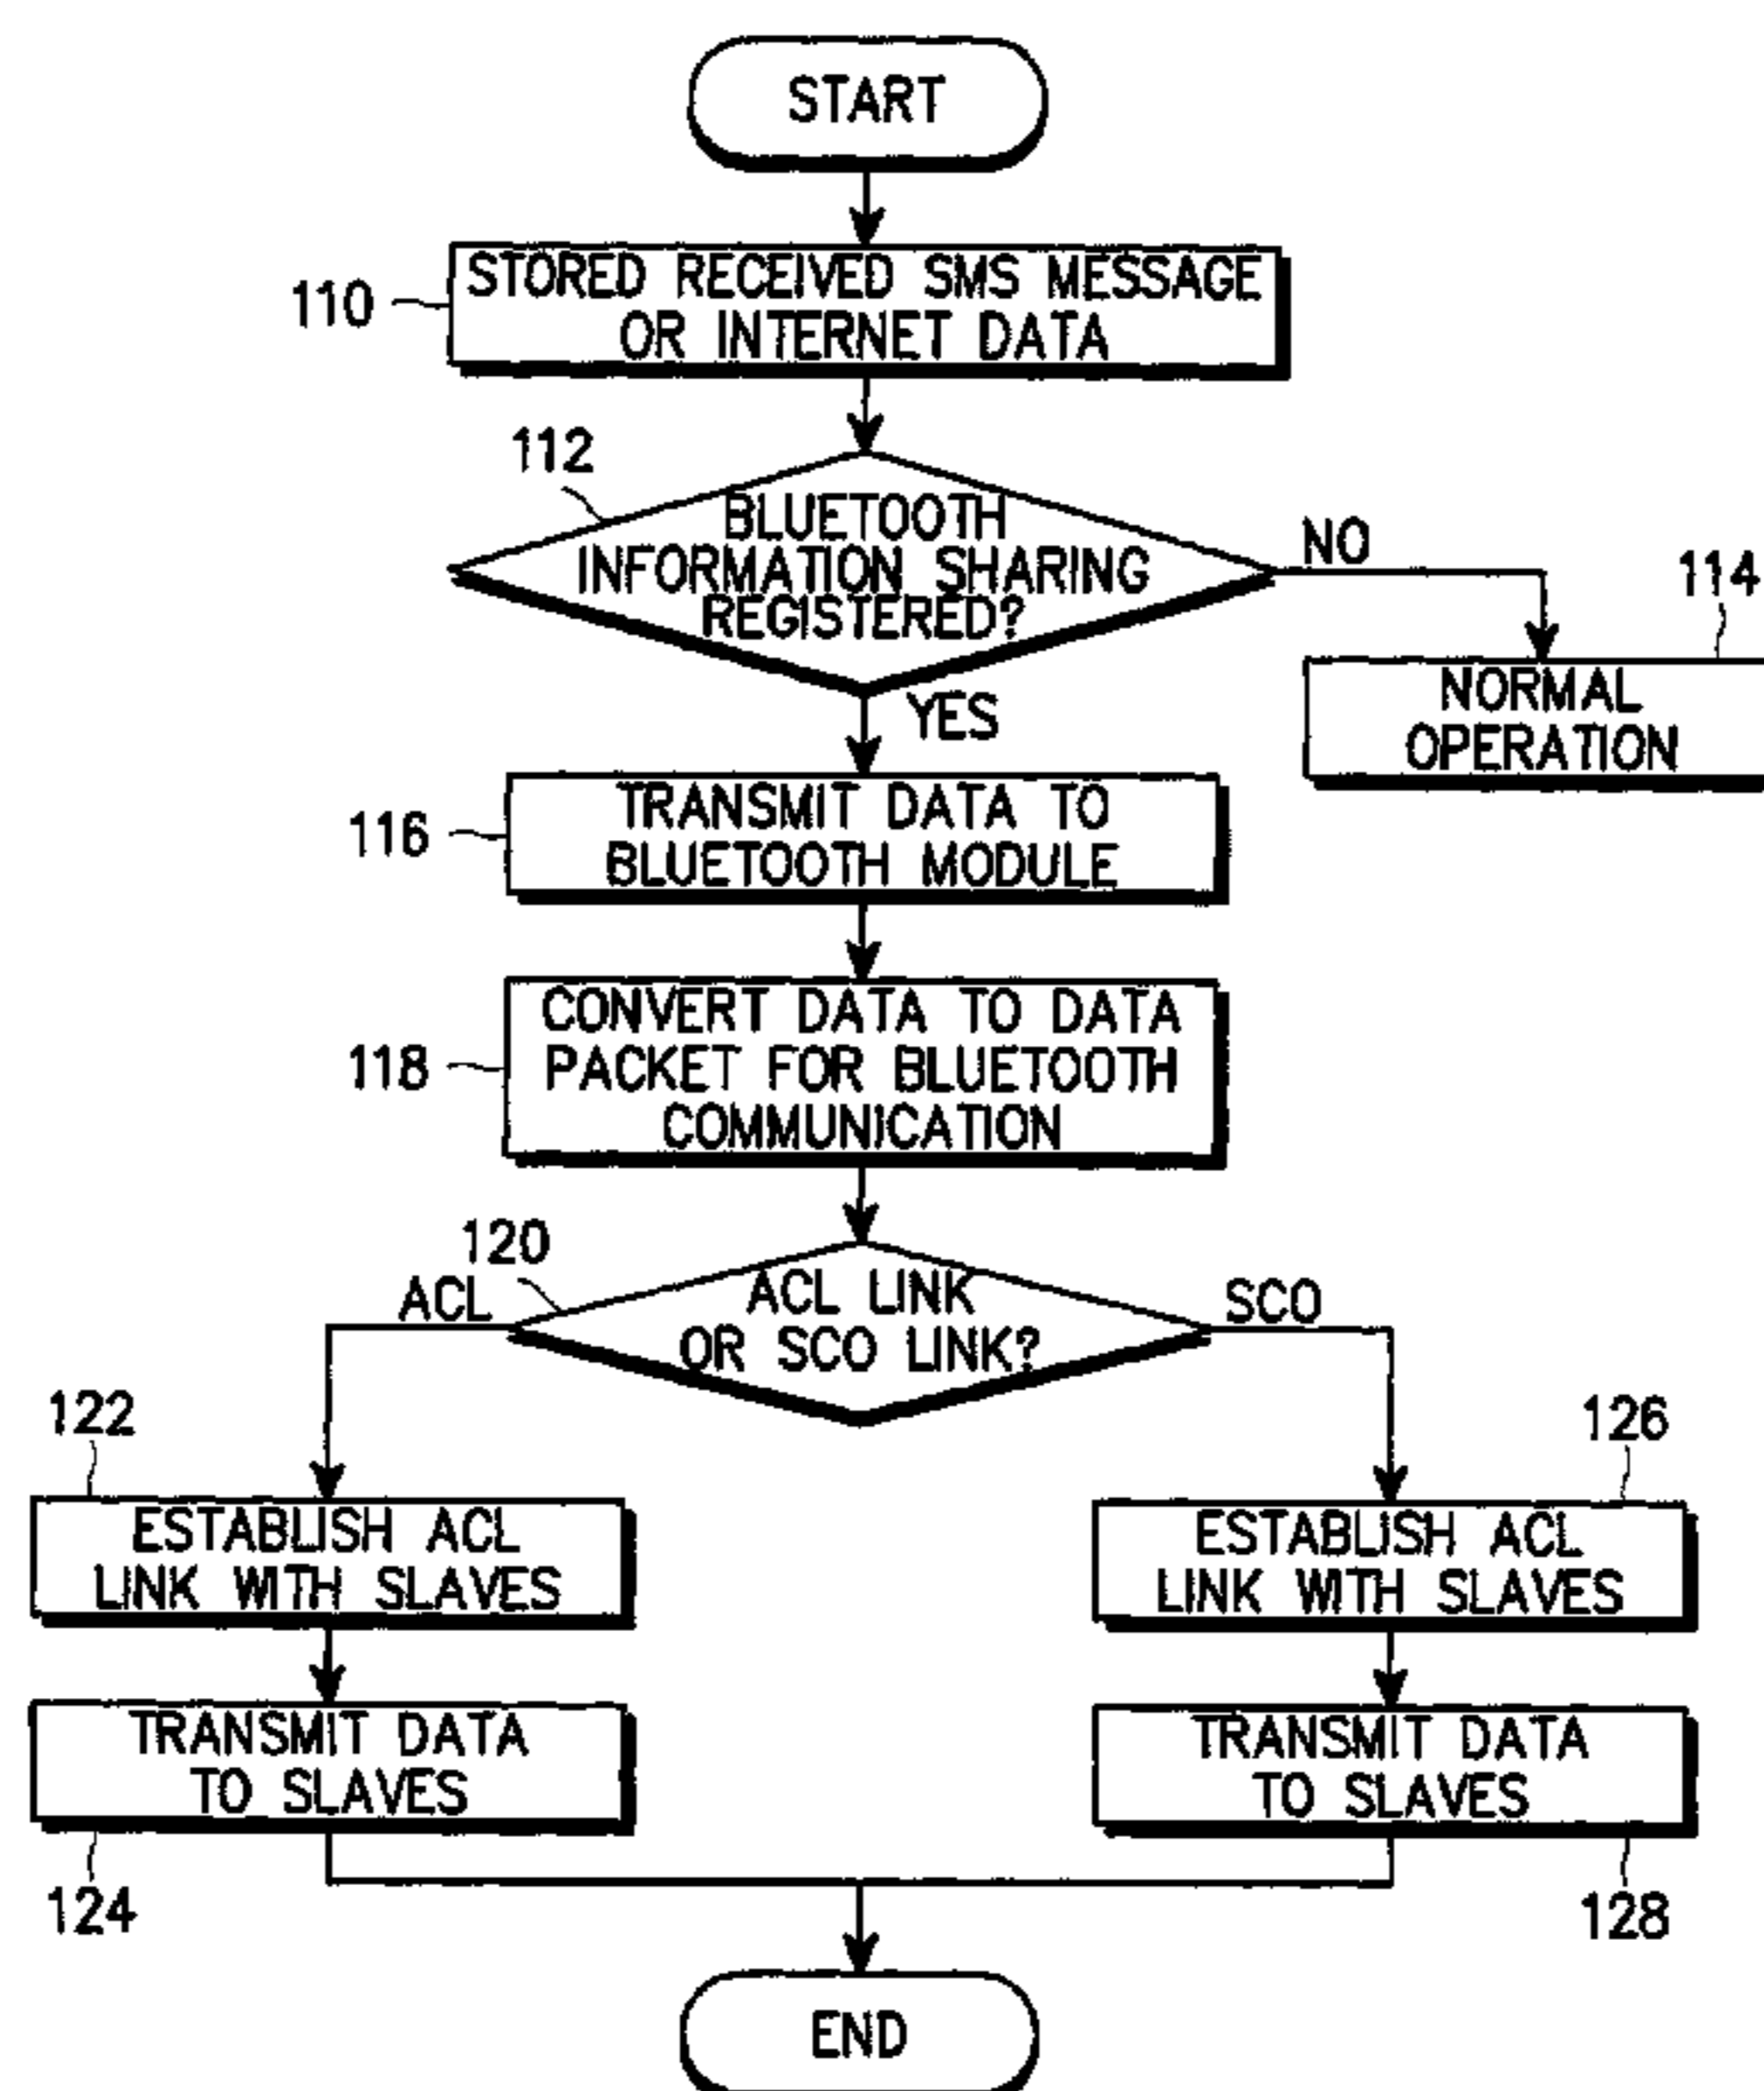 START
110
STORED RECEIVED SMS MESSAGE
OR INTERNET DATA
112
BLUETOOTH
INFORMATION SHARING
REGISTERED?
NO
114
NORMAL
OPERATION
YES
116
TRANSMIT DATA TO
BLUETOOTH MODULE
118
CONVERT DATA TO DATA
PACKET FOR BLUETOOTH
COMMUNICATION
120
ACL
ACL LINK
OR SCO LINK?
SCO
122
ESTABLISH ACL
LINK WITH SLAVES
126
ESTABLISH ACL
LINK WITH SLAVES
TRANSMIT DATA
TO SLAVES
124
TRANSMIT DATA
TO SLAVES
128
END